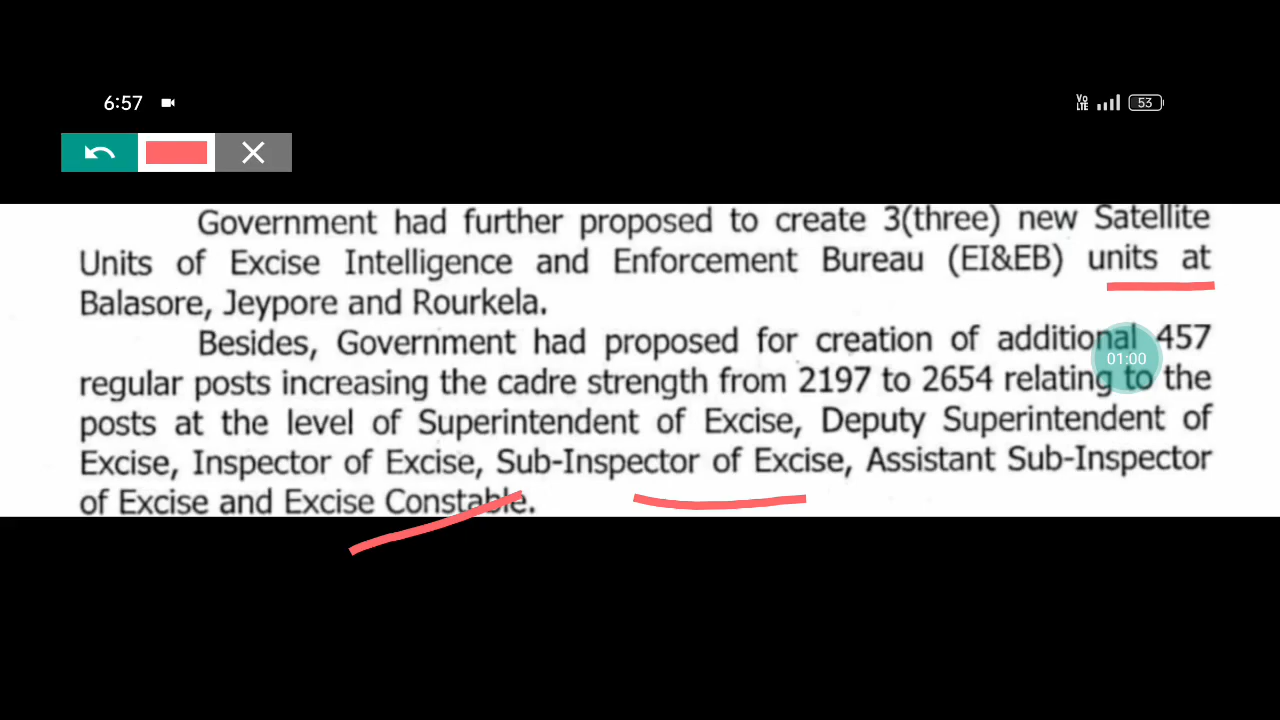 6:57
Vo LTE 53
Government had further proposed to create 3(three) new Satellite
Units of Excise Intelligence and Enforcement Bureau (EI&EB) units at
Balasore, Jeypore and Rourkela.
Besides, Government had proposed for creation of additional 457
01:00
regular posts increasing the cadre strength from 2197 to 2654 relating to the
posts at the level of Superintendent of Excise, Deputy Superintendent of
Excise, Inspector of Excise, Sub-Inspector of Excise, Assistant Sub-Inspector
of Excise and Excise Constable.